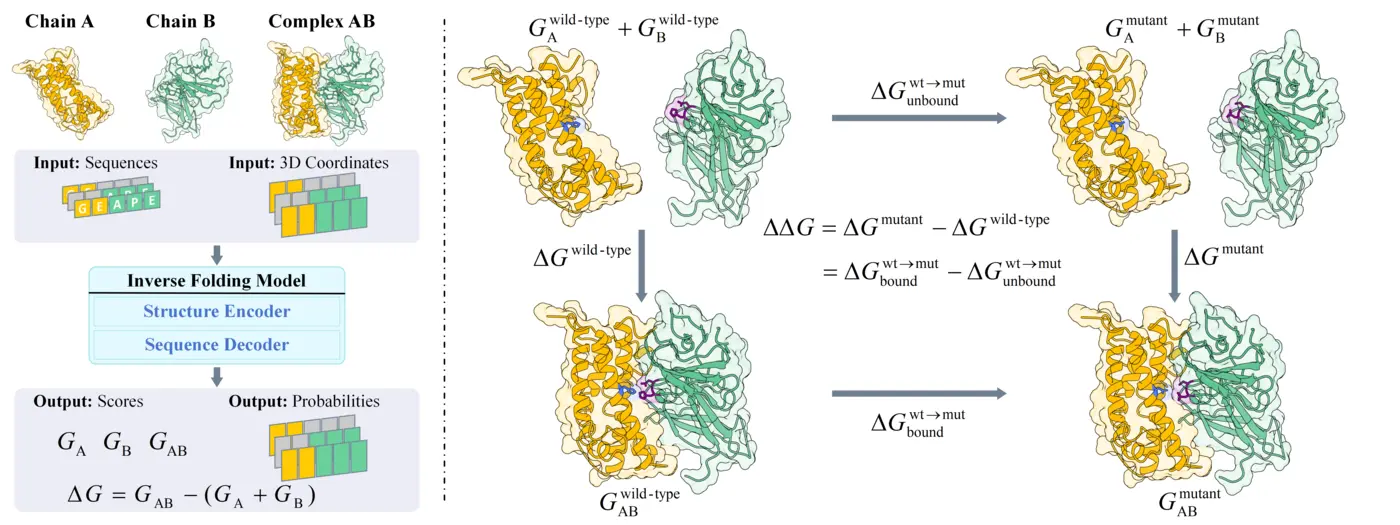 Chain A
Chain B
Complex AB
Input: Sequences
Input: 3D Coordinates
G E A P E
Inverse Folding Model
Structure Encoder
Sequence Decoder
Output: Scores
Output: Probabilities
G_A G_B G_AB
ΔG = G_AB − (G_A + G_B)
G_A^wild-type + G_B^wild-type
G_A^mutant + G_B^mutant
ΔG_unbound^wt→mut
ΔG^wild-type
ΔΔG = ΔG^mutant − ΔG^wild-type
= ΔG_bound^wt→mut − ΔG_unbound^wt→mut
ΔG^mutant
ΔG_bound^wt→mut
G_AB^wild-type
G_AB^mutant